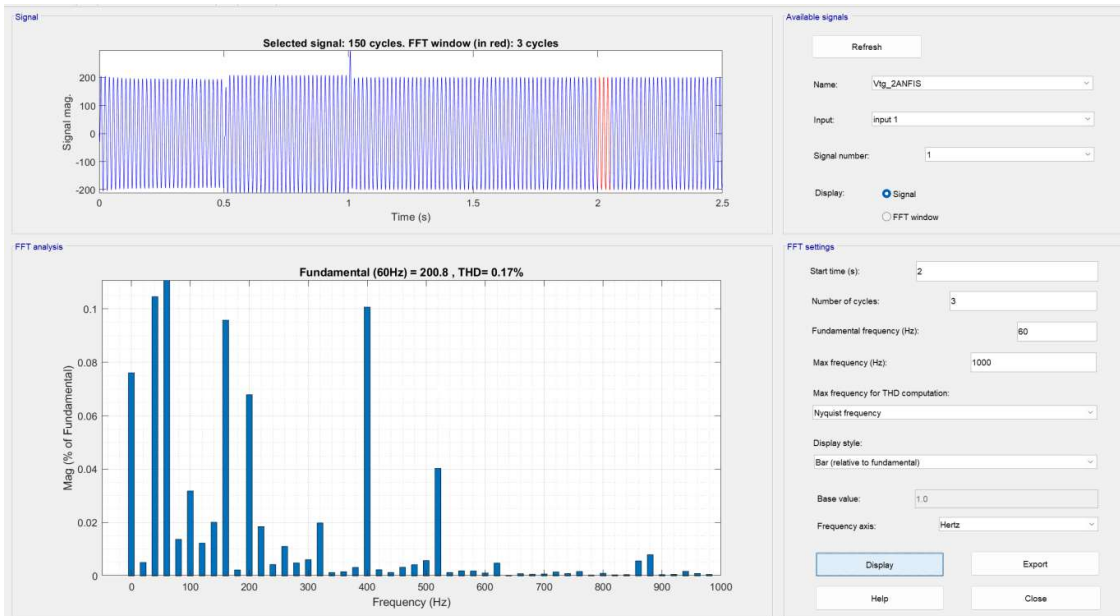 Signal
Selected signal: 150 cycles. FFT window (in red): 3 cycles
200
100
0
-100
-200
Signal mag.
0
0.5
1
1.5
2
2.5
Time (s)
FFT analysis
Fundamental (60Hz) = 200.8 , THD= 0.17%
0.1
0.08
0.06
0.04
0.02
0
Mag (% of Fundamental)
0
100
200
300
400
500
600
700
800
900
1000
Frequency (Hz)
Available signals
Refresh
Name:
Vtg_2ANFIS
Input:
input 1
Signal number:
1
Display:
Signal
FFT window
FFT settings
Start time (s):
2
Number of cycles:
3
Fundamental frequency (Hz):
60
Max frequency (Hz):
1000
Max frequency for THD computation:
Nyquist frequency
Display style:
Bar (relative to fundamental)
Base value:
1.0
Frequency axis:
Hertz
Display
Export
Help
Close